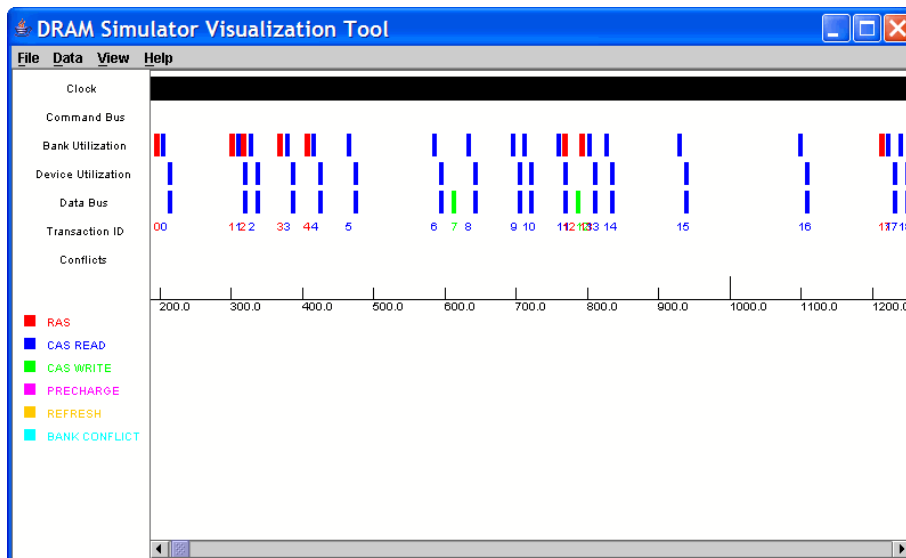 DRAM Simulator Visualization Tool
File Data View Help
Clock
Command Bus
Bank Utilization
Device Utilization
Data Bus
Transaction ID
0 0 1 1 2 2 3 3 4 4 5 6 7 8 9 10 11 12 13 14 15 16 17
Conflicts
200.0 300.0 400.0 500.0 600.0 700.0 800.0 900.0 1000.0 1100.0 1200.0
RAS
CAS READ
CAS WRITE
PRECHARGE
REFRESH
BANK CONFLICT